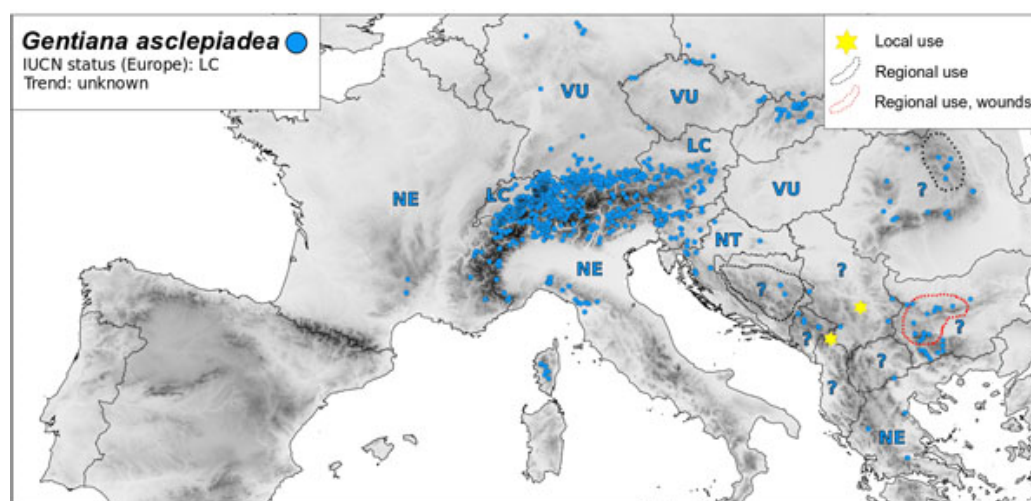 Gentiana asclepiadea
IUCN status (Europe): LC
Trend: unknown
Local use
Regional use
Regional use, wounds
VU
VU
LC
NE
LC
VU
?
NT
NE
?
?
?
?
?
?
NE